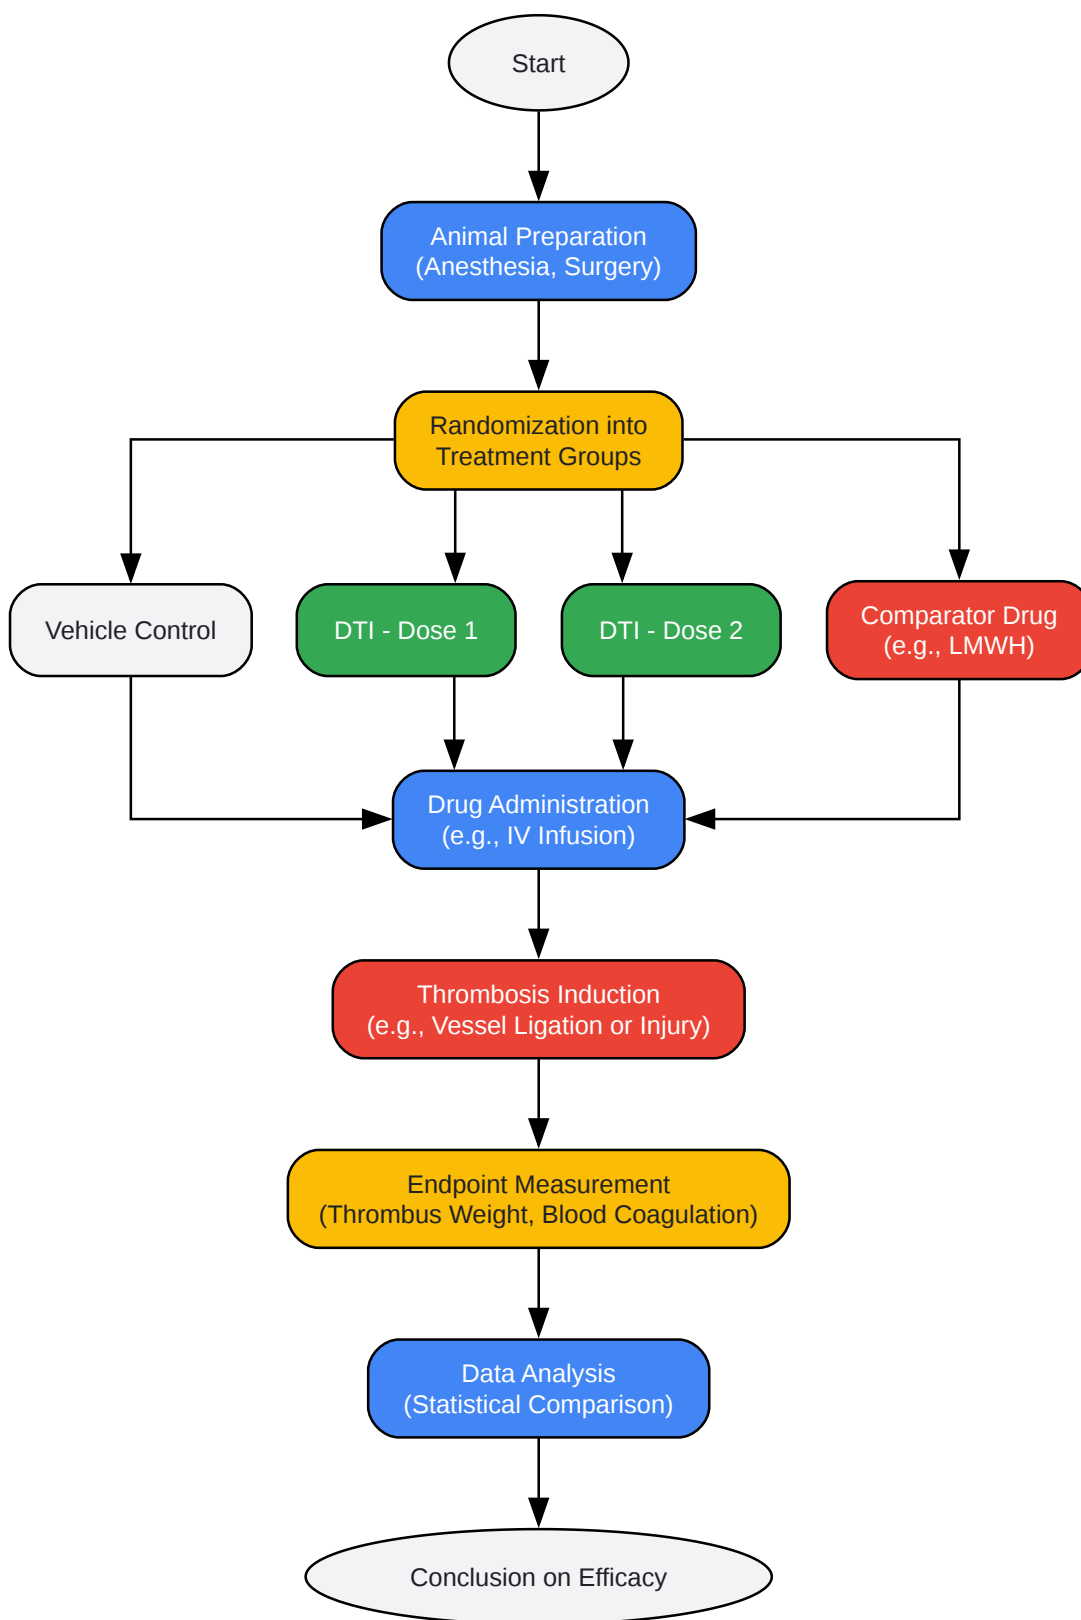 Start
Animal Preparation
(Anesthesia, Surgery)
Randomization into
Treatment Groups
Vehicle Control
DTI - Dose 1
DTI - Dose 2
Comparator Drug
(e.g., LMWH)
Drug Administration
(e.g., IV Infusion)
Thrombosis Induction
(e.g., Vessel Ligation or Injury)
Endpoint Measurement
(Thrombus Weight, Blood Coagulation)
Data Analysis
(Statistical Comparison)
Conclusion on Efficacy